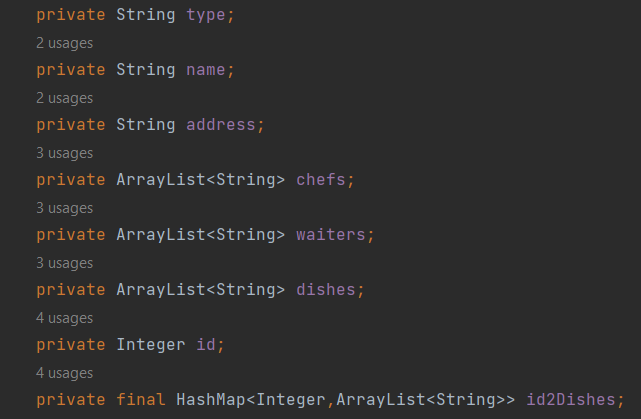 private String type;
2 usages
private String name;
2 usages
private String address;
3 usages
private ArrayList<String> chefs;
3 usages
private ArrayList<String> waiters;
3 usages
private ArrayList<String> dishes;
4 usages
private Integer id;
4 usages
private final HashMap<Integer,ArrayList<String>> id2Dishes;